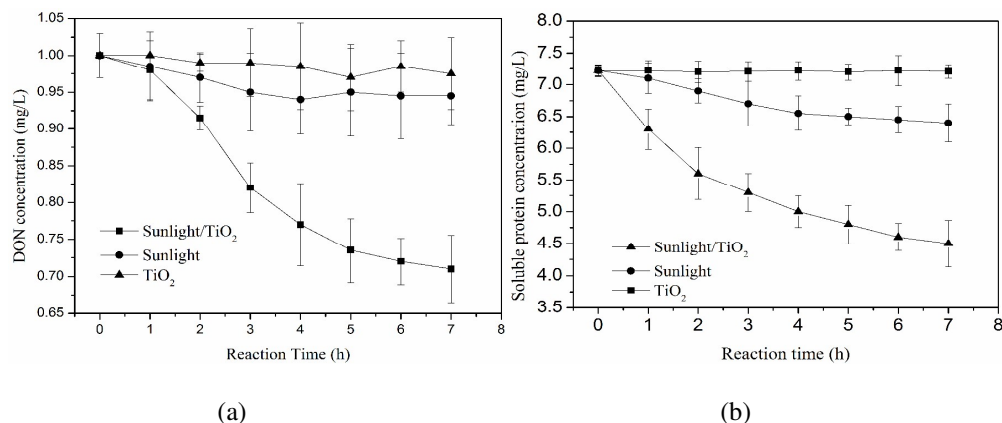 1.05
1.00
0.95
0.90
0.85
0.80
0.75
0.70
0.65
DON concentration (mg/L)
Sunlight/TiO₂
Sunlight
TiO₂
0 1 2 3 4 5 6 7 8
Reaction Time (h)
(a)
8.0
7.5
7.0
6.5
6.0
5.5
5.0
4.5
4.0
3.5
Soluble protein concentraiion (mg/L)
Sunlight/TiO₂
Sunlight
TiO₂
0 1 2 3 4 5 6 7 8
Reaction time (h)
(b)